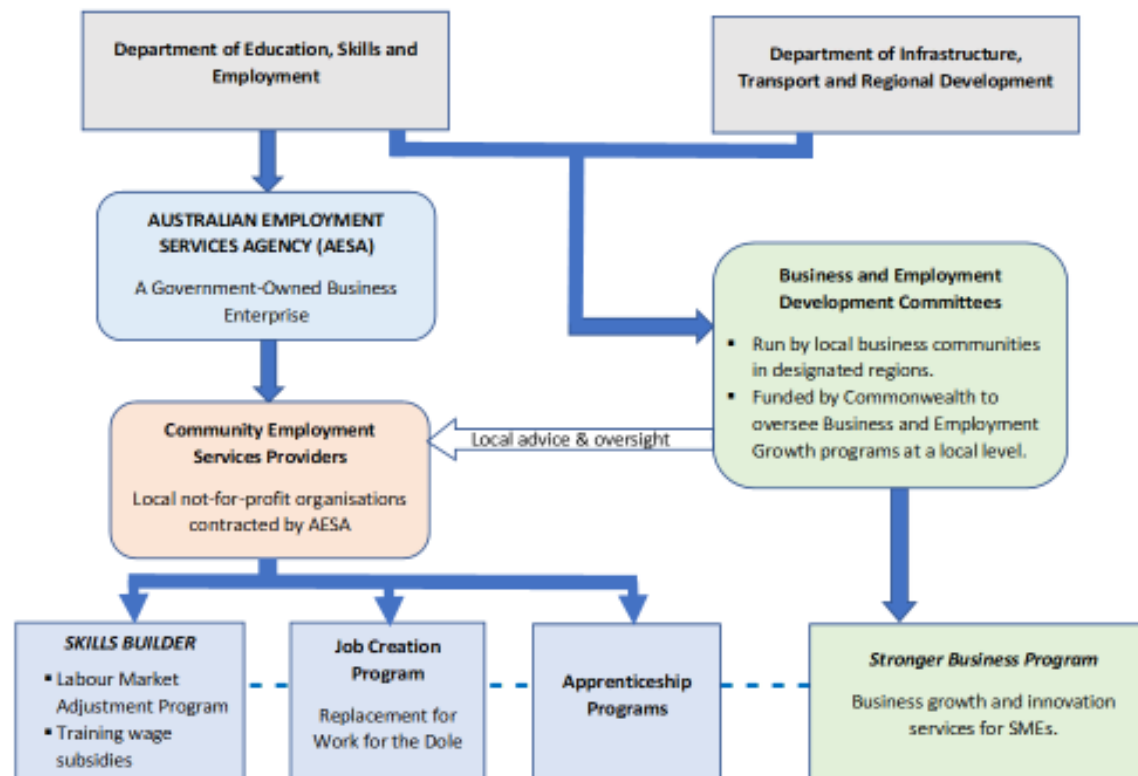 Department of Education, Skills and
Employment
Department of Infrastructure,
Transport and Regional Development
AUSTRALIAN EMPLOYMENT
SERVICES AGENCY (AESA)
A Government-Owned Business
Enterprise
Business and Employment
Development Committees
▪ Run by local business communities
in designated regions.
▪ Funded by Commonwealth to
oversee Business and Employment
Growth programs at a local level.
Community Employment
Services Providers
Local not-for-profit organisations
contracted by AESA
Local advice & oversight
SKILLS BUILDER
▪ Labour Market
Adjustment Program
▪ Training wage
subsidies
Job Creation
Program
Replacement for
Work for the Dole
Apprenticeship
Programs
Stronger Business Program
Business growth and innovation
services for SMEs.